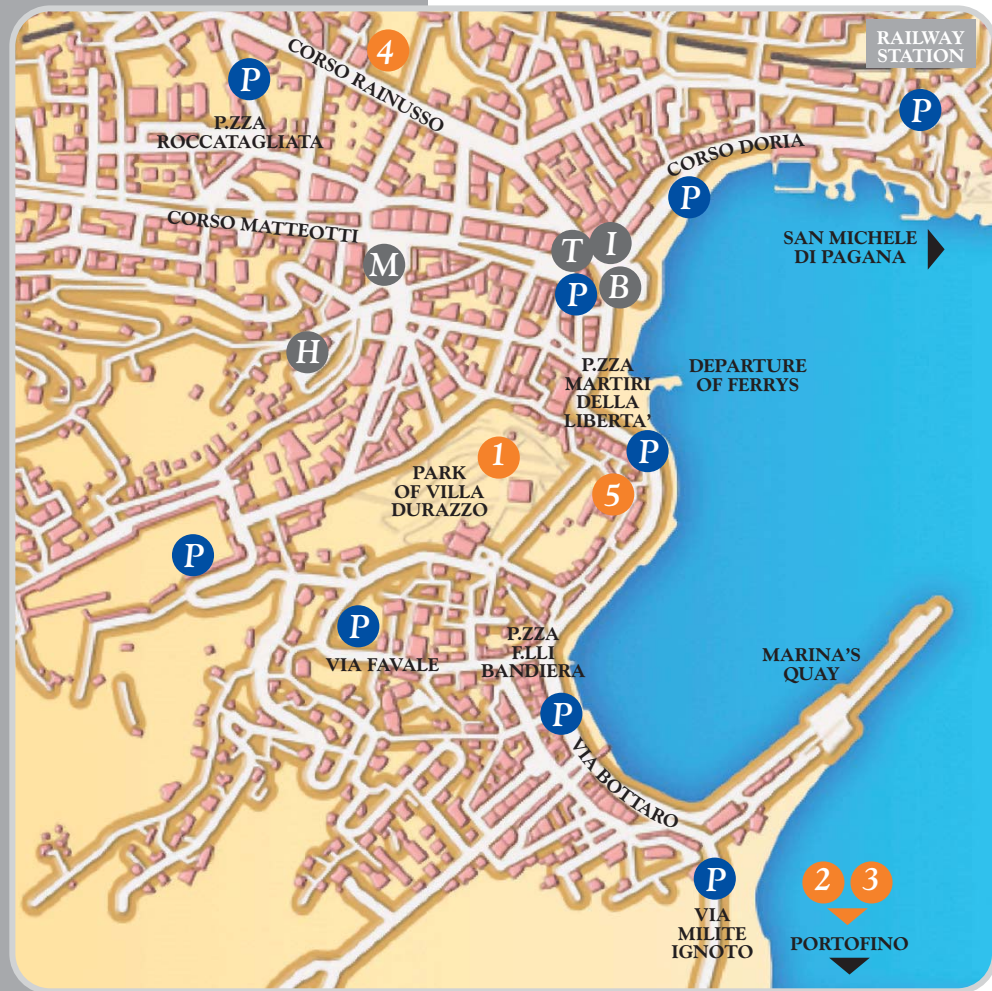 RAILWAY
STATION
4
CORSO RAINUSSO
P
P
P.ZZA
ROCCATAGLIATA
CORSO DORIA
P
CORSO MATTEOTTI
SAN MICHELE
DI PAGANA
T
I
M
P
B
H
P.ZZA
MARTIRI
DELLA
LIBERTA'
DEPARTURE
OF FERRYS
P
1
PARK
OF VILLA
DURAZZO
5
P
P
VIA FAVALE
P.ZZA
F.LLI
BANDIERA
MARINA'S
QUAY
P
VIA BOTTARO
P
VIA
MILITE
IGNOTO
2 3
PORTOFINO